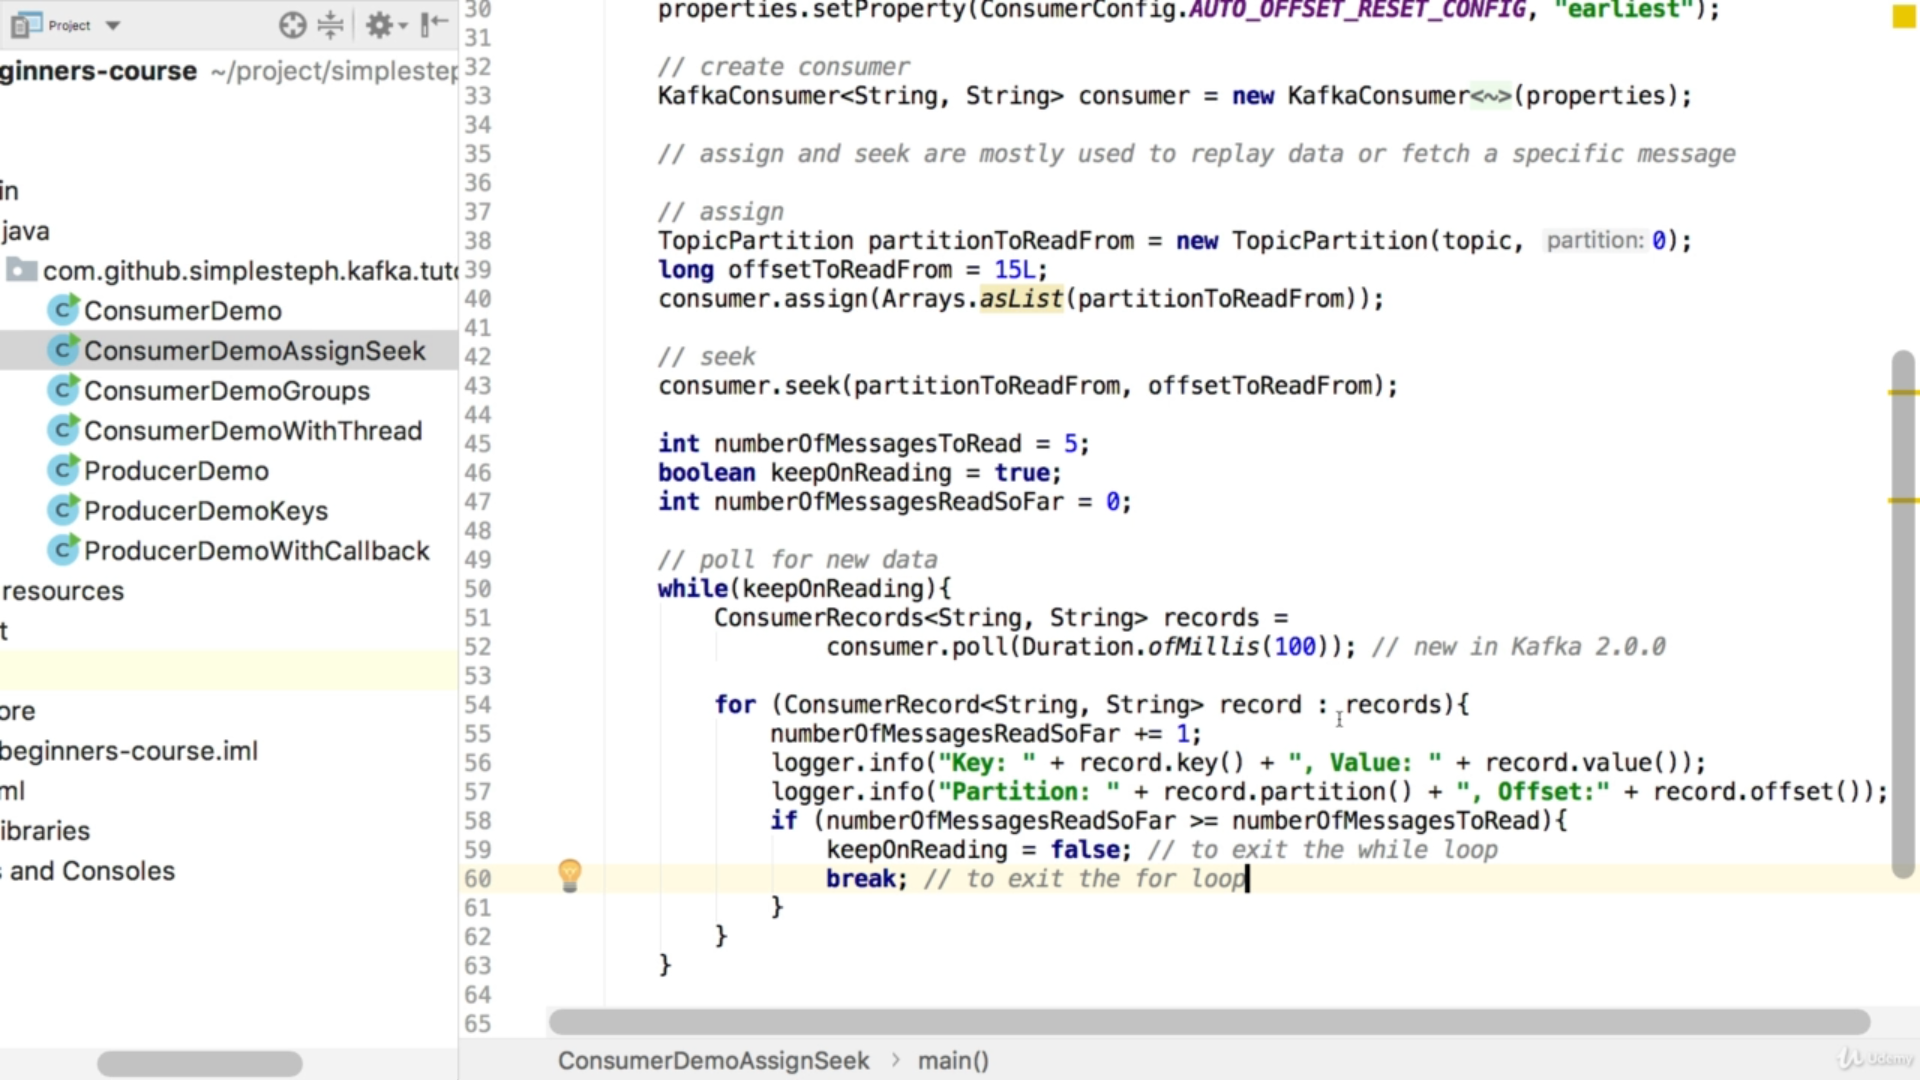 Project
ginners-course ~/project/simplestep
in
java
com.github.simplesteph.kafka.tuto
ConsumerDemo
ConsumerDemoAssignSeek
ConsumerDemoGroups
ConsumerDemoWithThread
ProducerDemo
ProducerDemoKeys
ProducerDemoWithCallback
resources
t
ore
beginners-course.iml
ml
ibraries
s and Consoles
30 properties.setProperty(ConsumerConfig.AUTO_OFFSET_RESET_CONFIG, "earliest");
31
32 // create consumer
33 KafkaConsumer<String, String> consumer = new KafkaConsumer<~>(properties);
34
35 // assign and seek are mostly used to replay data or fetch a specific message
36
37 // assign
38 TopicPartition partitionToReadFrom = new TopicPartition(topic, partition: 0);
39 long offsetToReadFrom = 15L;
40 consumer.assign(Arrays.asList(partitionToReadFrom));
41
42 // seek
43 consumer.seek(partitionToReadFrom, offsetToReadFrom);
44
45 int numberOfMessagesToRead = 5;
46 boolean keepOnReading = true;
47 int numberOfMessagesReadSoFar = 0;
48
49 // poll for new data
50 while(keepOnReading){
51 ConsumerRecords<String, String> records =
52 consumer.poll(Duration.ofMillis(100)); // new in Kafka 2.0.0
53
54 for (ConsumerRecord<String, String> record : records){
55 numberOfMessagesReadSoFar += 1;
56 logger.info("Key: " + record.key() + ", Value: " + record.value());
57 logger.info("Partition: " + record.partition() + ", Offset:" + record.offset());
58 if (numberOfMessagesReadSoFar >= numberOfMessagesToRead){
59 keepOnReading = false; // to exit the while loop
60 break; // to exit the for loop
61 }
62 }
63 }
64
65
ConsumerDemoAssignSeek › main()
Udemy